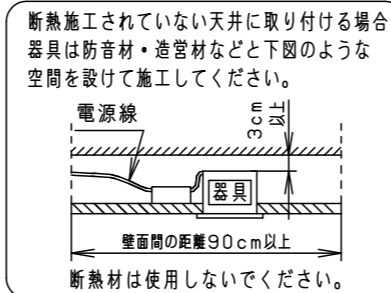 断熱施工されていない天井に取り付ける場合
器具は防音材・造営材などと下図のような
空間を設けて施工してください。
電源線
3cm
以上
器具
壁面間の距離90cm以上
断熱材は使用しないでください。